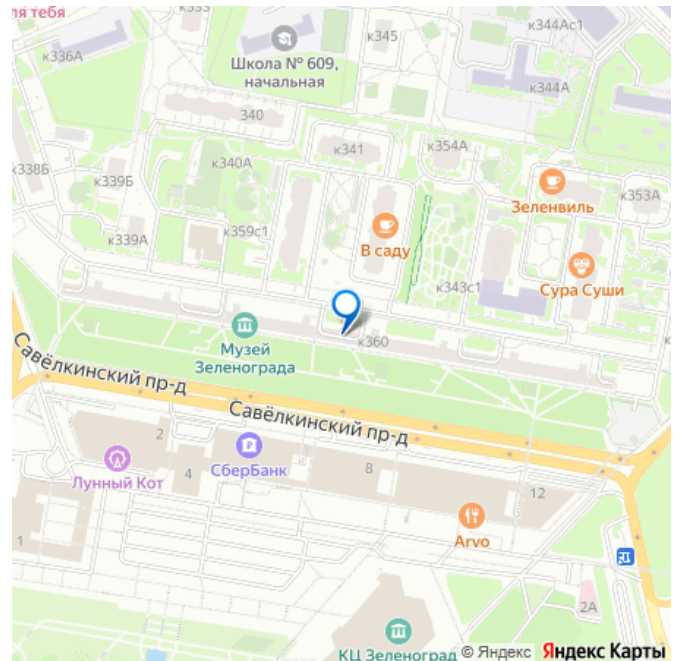 ля тебя
к333
к345
к344Ас1
к336А
Школа № 609,
начальная
к344А
340
к341
к354А
к338Б
к340А
к339Б
к353А
Зеленвиль
к339А
к359с1
В саду
к343с1
Сура Суши
Музей
Зеленограда
к360
Савёлкинский пр-д
Савёлкинский пр-д
2
СберБанк
8
Лунный Кот
4
12
1
Arvo
2А
КЦ Зеленоград
© Яндекс Яндекс Карты